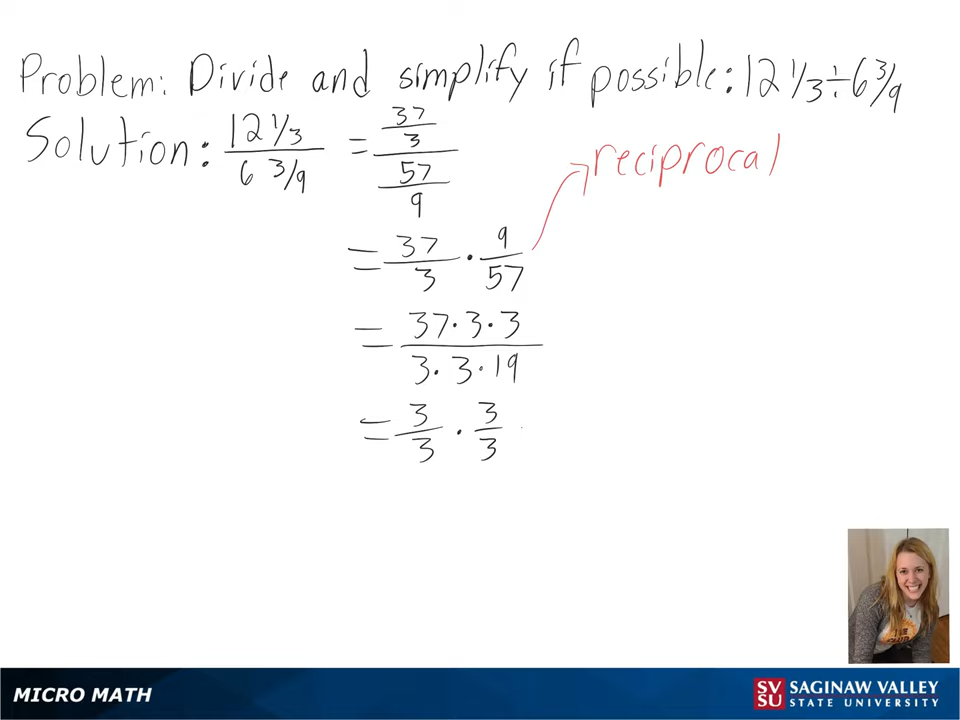 Problem: Divide and simplify if possible: 12 1/3 ÷ 6 3/9
Solution: 12 1/3 / 6 3/9 = 37/3 / 57/9
reciprocal
= 37/3 · 9/57
= 37·3·3 / 3·3·19
= 3/3 · 3/3
MICRO MATH
SVSU SAGINAW VALLEY
STATE UNIVERSITY